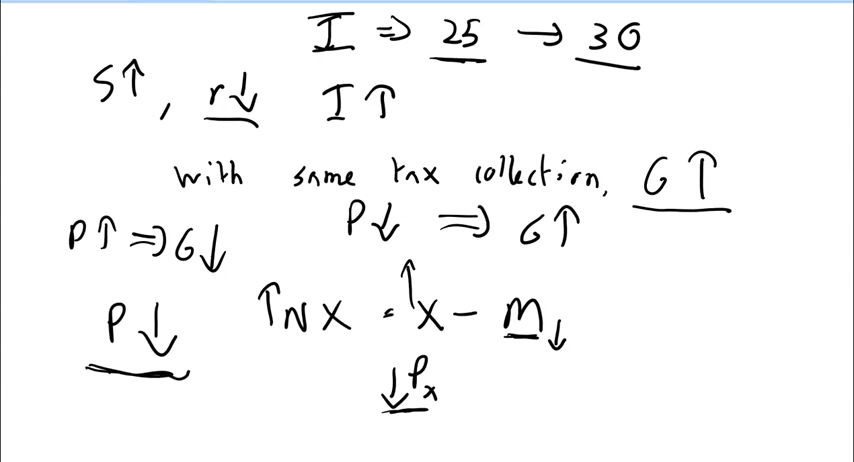 I ⇒ 25 → 30
S↑, r↓ I↑
with same tax collection, G↑
P↑ ⇒ G↓ P↓ ⇒ G↑
P↓ ↑NX = ↑X - M↓
↓Px